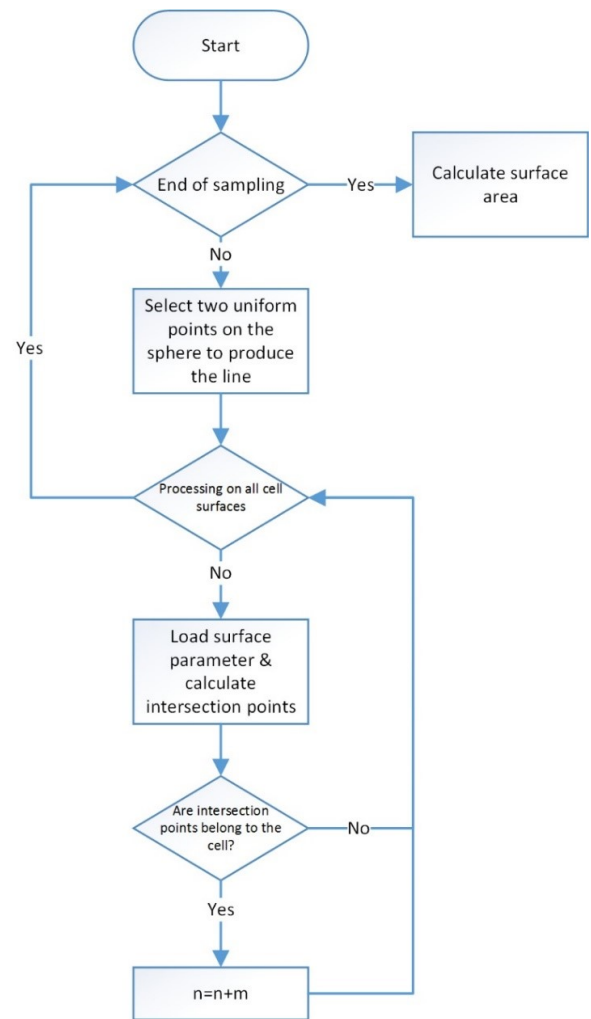 Start
End of sampling
Yes
Calculate surface
area
No
Select two uniform
points on the
sphere to produce
the line
Yes
Processing on all cell
surfaces
No
Load surface
parameter &
calculate
intersection points
Are intersection
points belong to the
cell?
No
Yes
n=n+m